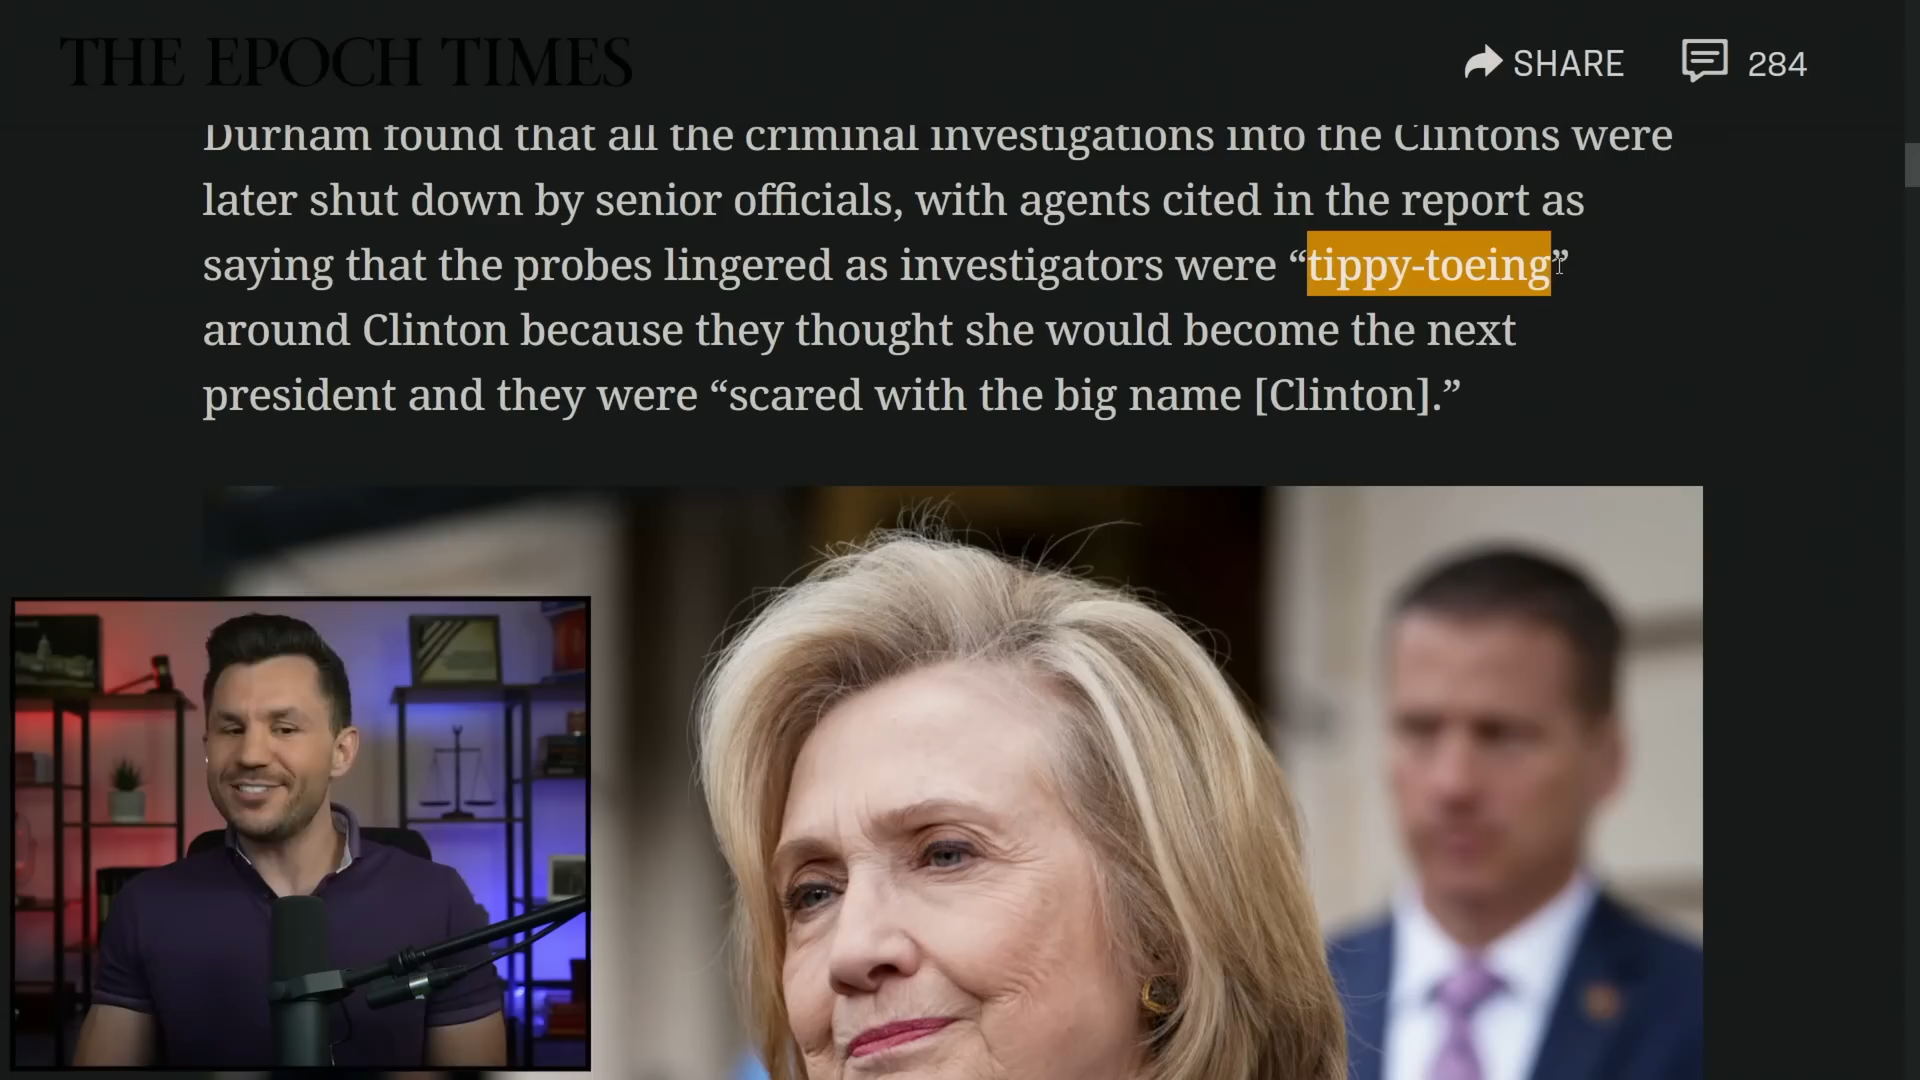 THE EPOCH TIMES
SHARE
284
Durham found that all the criminal investigations into the Clintons were
later shut down by senior officials, with agents cited in the report as
saying that the probes lingered as investigators were “tippy-toeing”
around Clinton because they thought she would become the next
president and they were “scared with the big name [Clinton].”